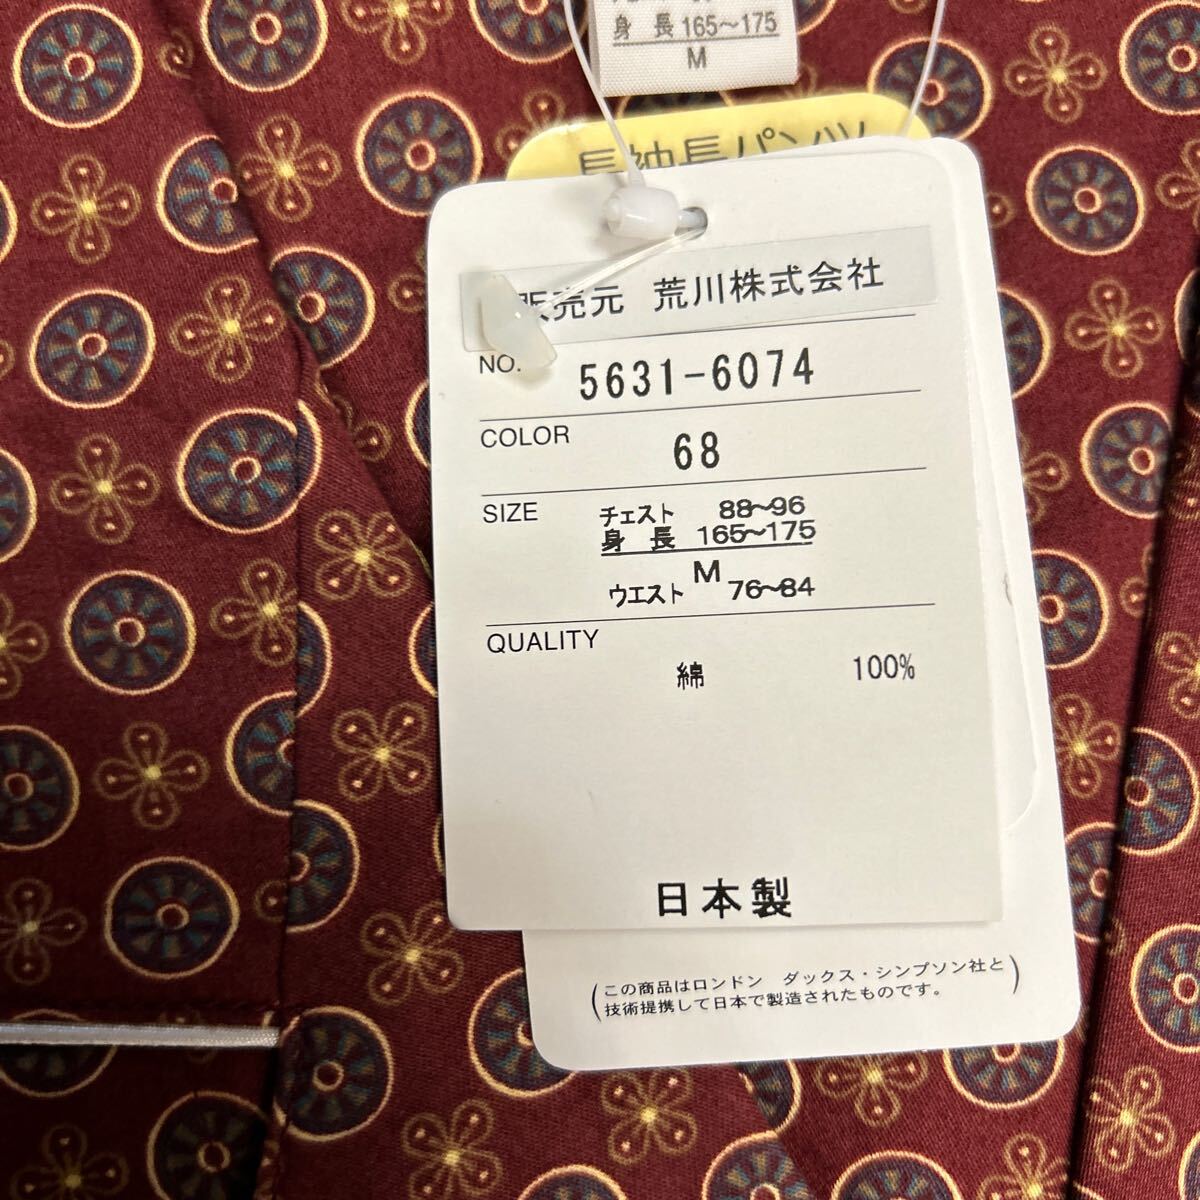 身 長 165～175
M
長袖長パンツ
販売元 荒川株式会社
NO. 5631-6074
COLOR 68
SIZE チェスト 88～96
身 長 165～175
M
ウエスト 76～84
QUALITY
綿 100%
日本製
(この商品はロンドン ダックス・シンプソン社と
技術提携して日本で製造されたものです。)